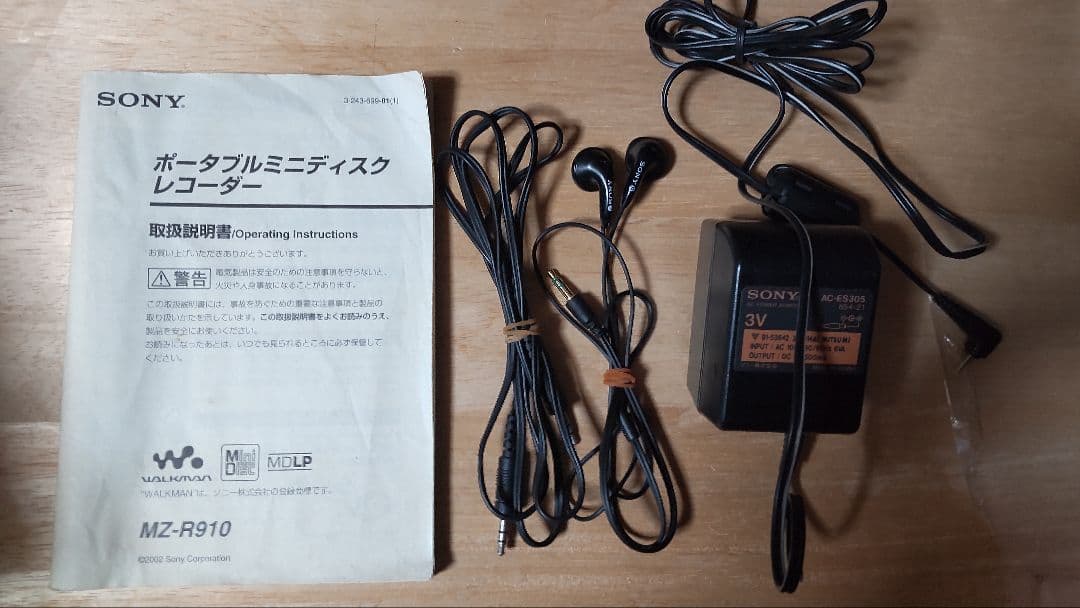 SONY
3-243-699-01(1)
ポータブルミニディスク
レコーダー
取扱説明書/Operating Instructions
お買い上げいただきありがとうございます。
警告
電気製品は安全のための注意事項を守らないと、
火災や人身事故になることがあります。
この取扱説明書には、事故を防ぐための重要な注意事項と製品の
取り扱いかたを示しています。この取扱説明書をよくお読みのうえ、
製品を安全にお使いください。
お読みになったあとは、いつでも見られるところに必ず保管して
ください。
WALKMAN
Mini
Disc
MDLP
"WALKMAN"は、ソニー株式会社の登録商標です。
MZ-R910
©2002 Sony Corporation
SONY
SONY
SONY
AC-ES305
3V
INPUT : AC
OUTPUT : DC